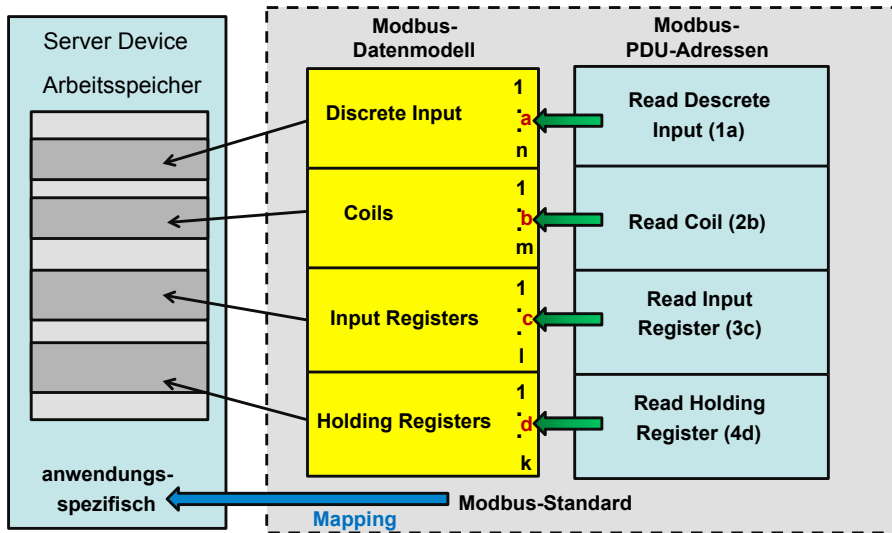 Server Device
Arbeitsspeicher
anwendungs-
spezifisch
Modbus-
Datenmodell
Discrete Input
1
.
a
.
n
Coils
1
.
b
.
m
Input Registers
1
.
c
.
l
Holding Registers
1
.
d
.
k
Modbus-
PDU-Adressen
Read Descrete
Input (1a)
Read Coil (2b)
Read Input
Register (3c)
Read Holding
Register (4d)
Modbus-Standard
Mapping